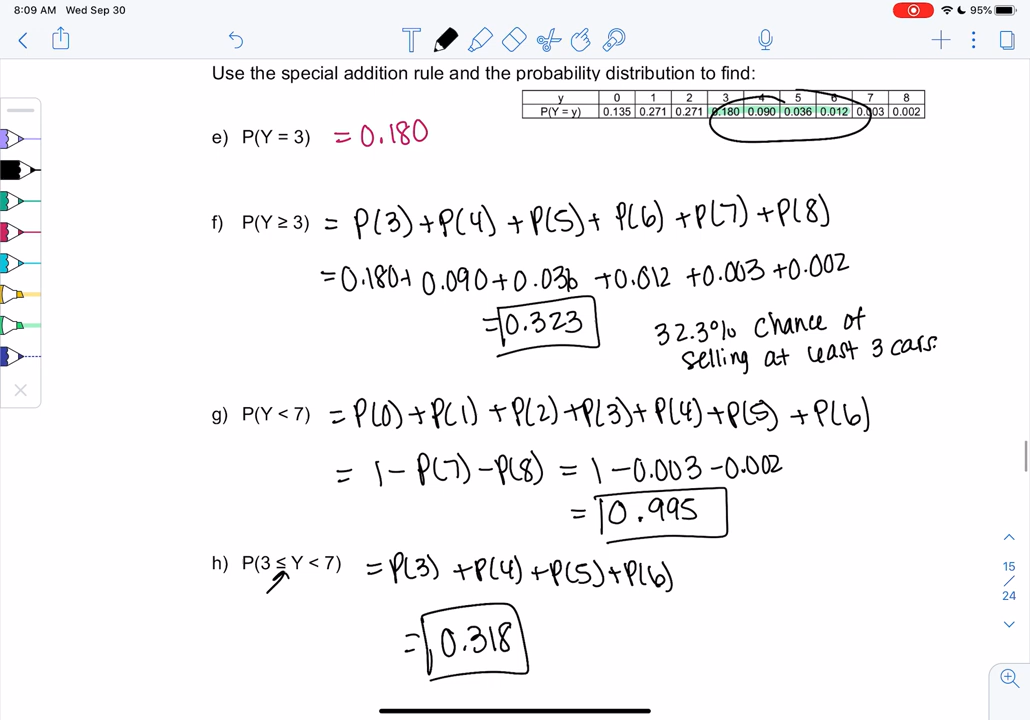 8:09 AM Wed Sep 30
95%
Use the special addition rule and the probability distribution to find:
y 0 1 2 3 4 5 6 7 8
P(Y = y) 0.135 0.271 0.271 0.180 0.090 0.036 0.012 0.003 0.002
e) P(Y = 3) = 0.180
f) P(Y ≥ 3) = P(3) + P(4) + P(5) + P(6) + P(7) + P(8)
= 0.180 + 0.090 + 0.036 + 0.012 + 0.003 + 0.002
= 0.323
32.3% chance of
selling at least 3 cars.
g) P(Y < 7) = P(0) + P(1) + P(2) + P(3) + P(4) + P(5) + P(6)
= 1 - P(7) - P(8) = 1 - 0.003 - 0.002
= 0.995
h) P(3 ≤ Y < 7) = P(3) + P(4) + P(5) + P(6)
= 0.318
15
/
24